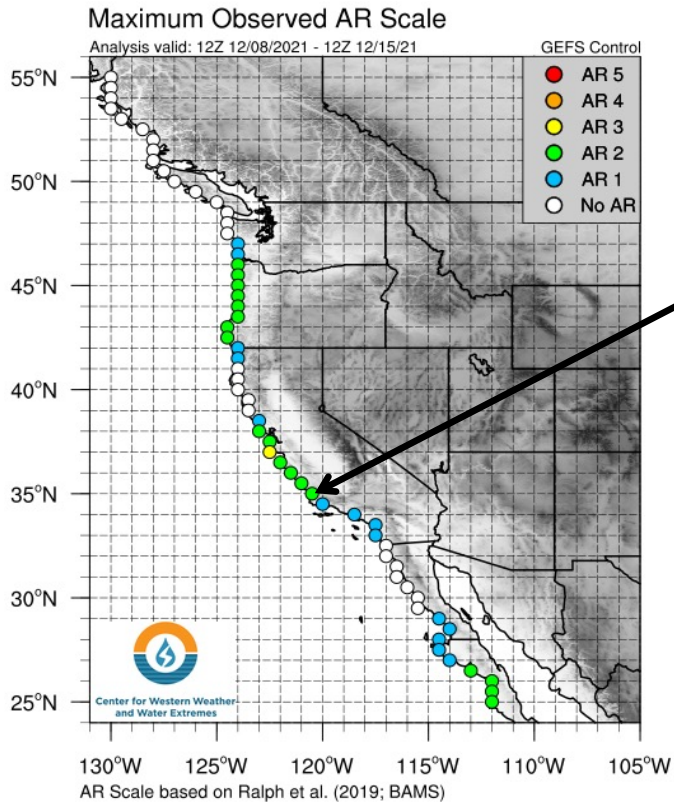 Maximum Observed AR Scale
Analysis valid: 12Z 12/08/2021 - 12Z 12/15/21 GEFS Control
AR 5
AR 4
AR 3
AR 2
AR 1
No AR
55°N
50°N
45°N
40°N
35°N
30°N
25°N
Center for Western Weather
and Water Extremes
130°W 125°W 120°W 115°W 110°W 105°W
AR Scale based on Ralph et al. (2019; BAMS)